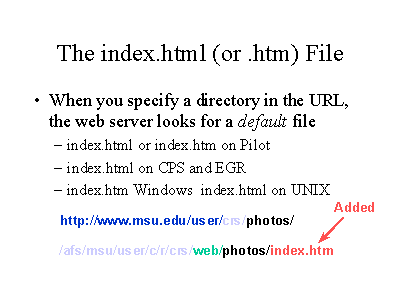 The index.html (or .htm) File
• When you specify a directory in the URL,
the web server looks for a default file
– index.html or index.htm on Pilot
– index.html on CPS and EGR
– index.htm Windows index.html on UNIX
Added
http://www.msu.edu/user/crs/photos/
/afs/msu/user/c/r/crs/web/photos/index.htm